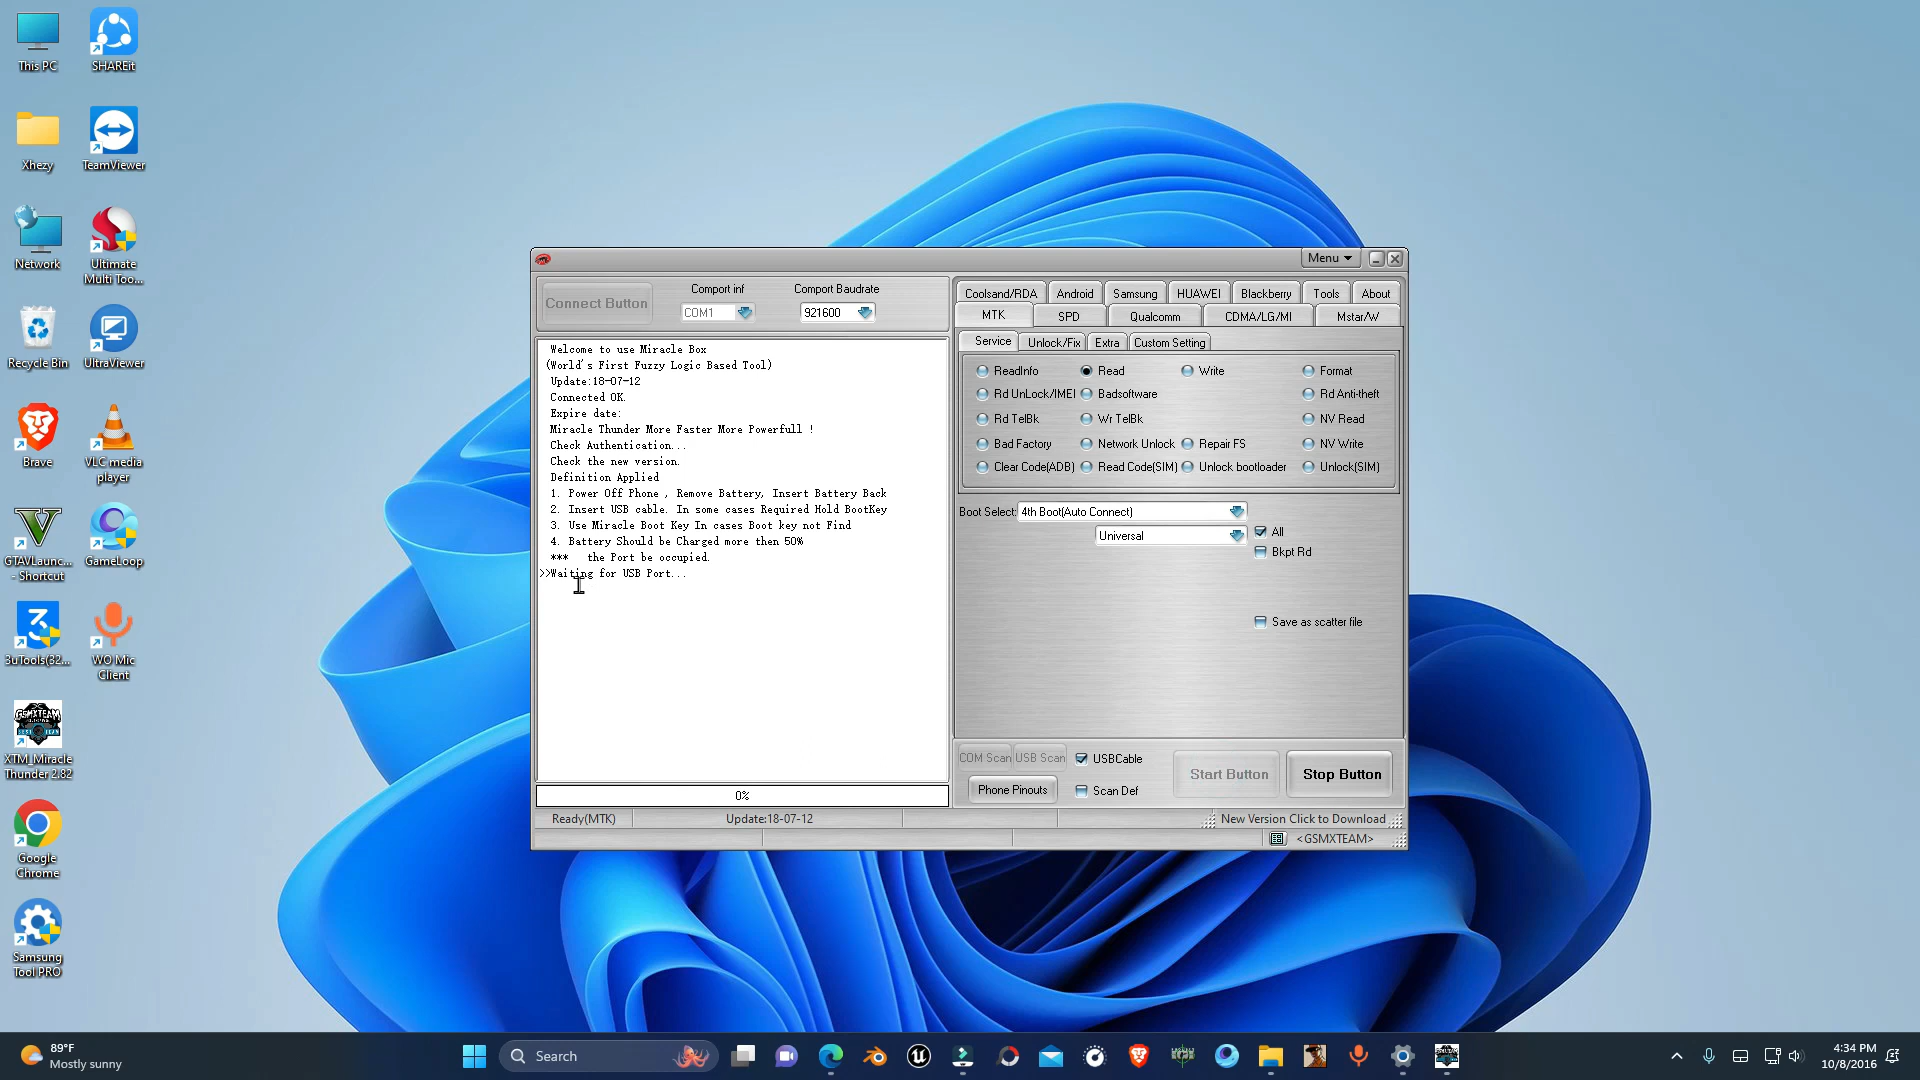 This PC
SHAREit
Xhezy
TeamViewer
Network
Ultimate
Multi Too...
Recycle Bin
UltraViewer
Brave
VLC media
player
GTAVLaunc...
- Shortcut
GameLoop
3uTools(32...
WO Mic
Client
XTM_Miracle
Thunder 2.82
Google
Chrome
Samsung
Tool PRO
Menu
Connect Button
Comport inf
COM1
Comport Baudrate
921600
Welcome to use Miracle Box
(World's First Fuzzy Logic Based Tool)
Update:18-07-12
Connected OK.
Expire date:
Miracle Thunder More Faster More Powerfull !
Check Authentication...
Check the new version.
Definition Applied
1. Power Off Phone , Remove Battery, Insert Battery Back
2. Insert USB cable. In some cases Required Hold BootKey
3. Use Miracle Boot Key In cases Boot key not Find
4. Battery Should be Charged more then 50%
*** the Port be occupied.
>>Waiting for USB Port...
0%
Coolsand/RDA Android Samsung HUAWEI Blackberry Tools About
MTK SPD Qualcomm CDMA/LG/MI Mstar/W
Service Unlock/Fix Extra Custom Setting
ReadInfo Read Write Format
Rd UnLock/IMEI Badsoftware Rd Anti-theft
Rd TelBk Wr TelBk NV Read
Bad Factory Network Unlock Repair FS NV Write
Clear Code(ADB) Read Code(SIM) Unlock bootloader Unlock(SIM)
Boot Select: 4th Boot(Auto Connect)
Universal All
Bkpt Rd
Save as scatter file
COM Scan USB Scan USBCable
Phone Pinouts Scan Def
Start Button Stop Button
Ready(MTK) Update:18-07-12 New Version Click to Download
<GSMXTEAM>
89°F
Mostly sunny
Search
4:34 PM
10/8/2016